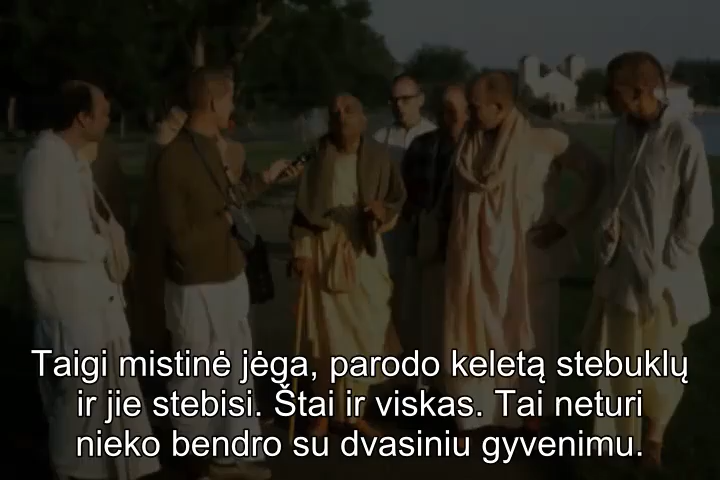 Taigi mistinė jėga, parodo keletą stebuklų
ir jie stebisi. Štai ir viskas. Tai neturi
nieko bendro su dvasiniu gyvenimu.